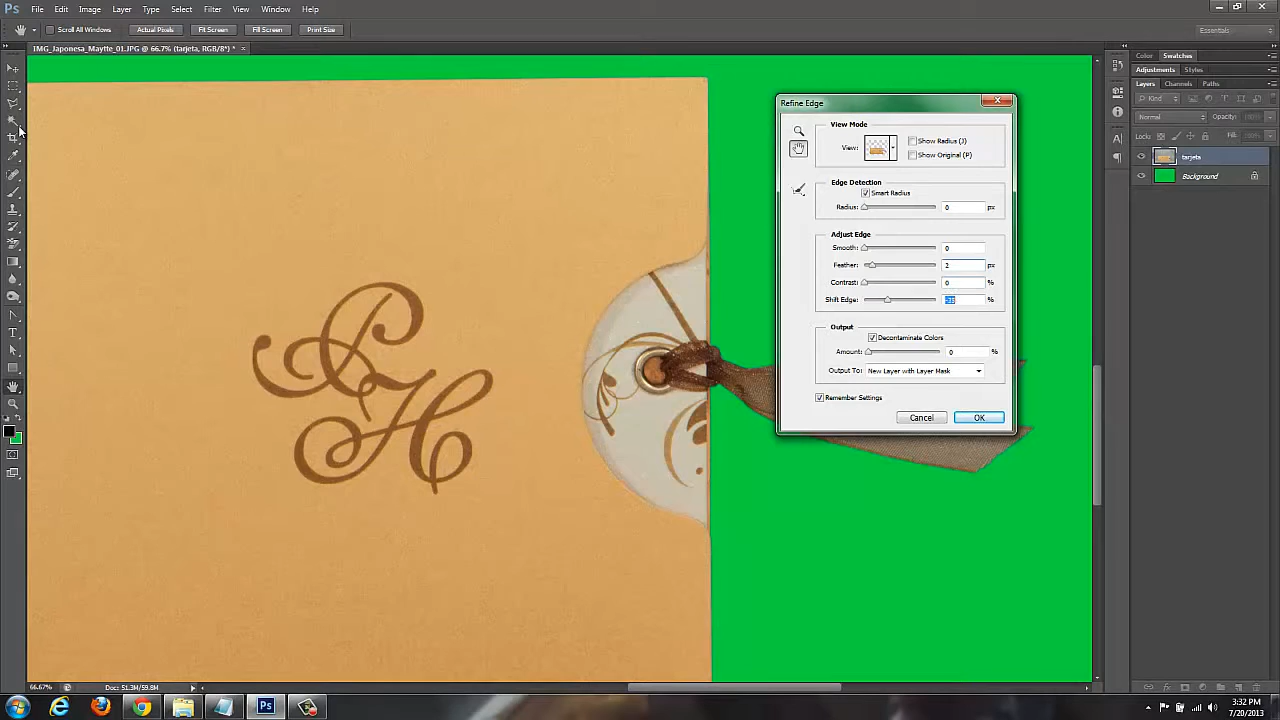 Ps File Edit Image Layer Type Select Filter View Window Help
Scroll All Windows Actual Pixels Fit Screen Fill Screen Print Size Essentials
IMG_Japonesa_Maytte_01.JPG @ 66.7% (tarjeta, RGB/8*) * ×
Color Swatches
Adjustments Styles
Layers Channels Paths
Kind
Normal Opacity:
Lock: Fill:
tarjeta
Background
Refine Edge
View Mode
View: Show Radius (J)
Show Original (P)
Edge Detection
Smart Radius
Radius: 0 px
Adjust Edge
Smooth: 0
Feather: 2 px
Contrast: 0 %
Shift Edge: %
Output
Decontaminate Colors
Amount: 0 %
Output To: New Layer with Layer Mask
Remember Settings
Cancel OK
66.67% Doc: 51.3M/59.8M
Ps
3:32 PM
7/20/2013